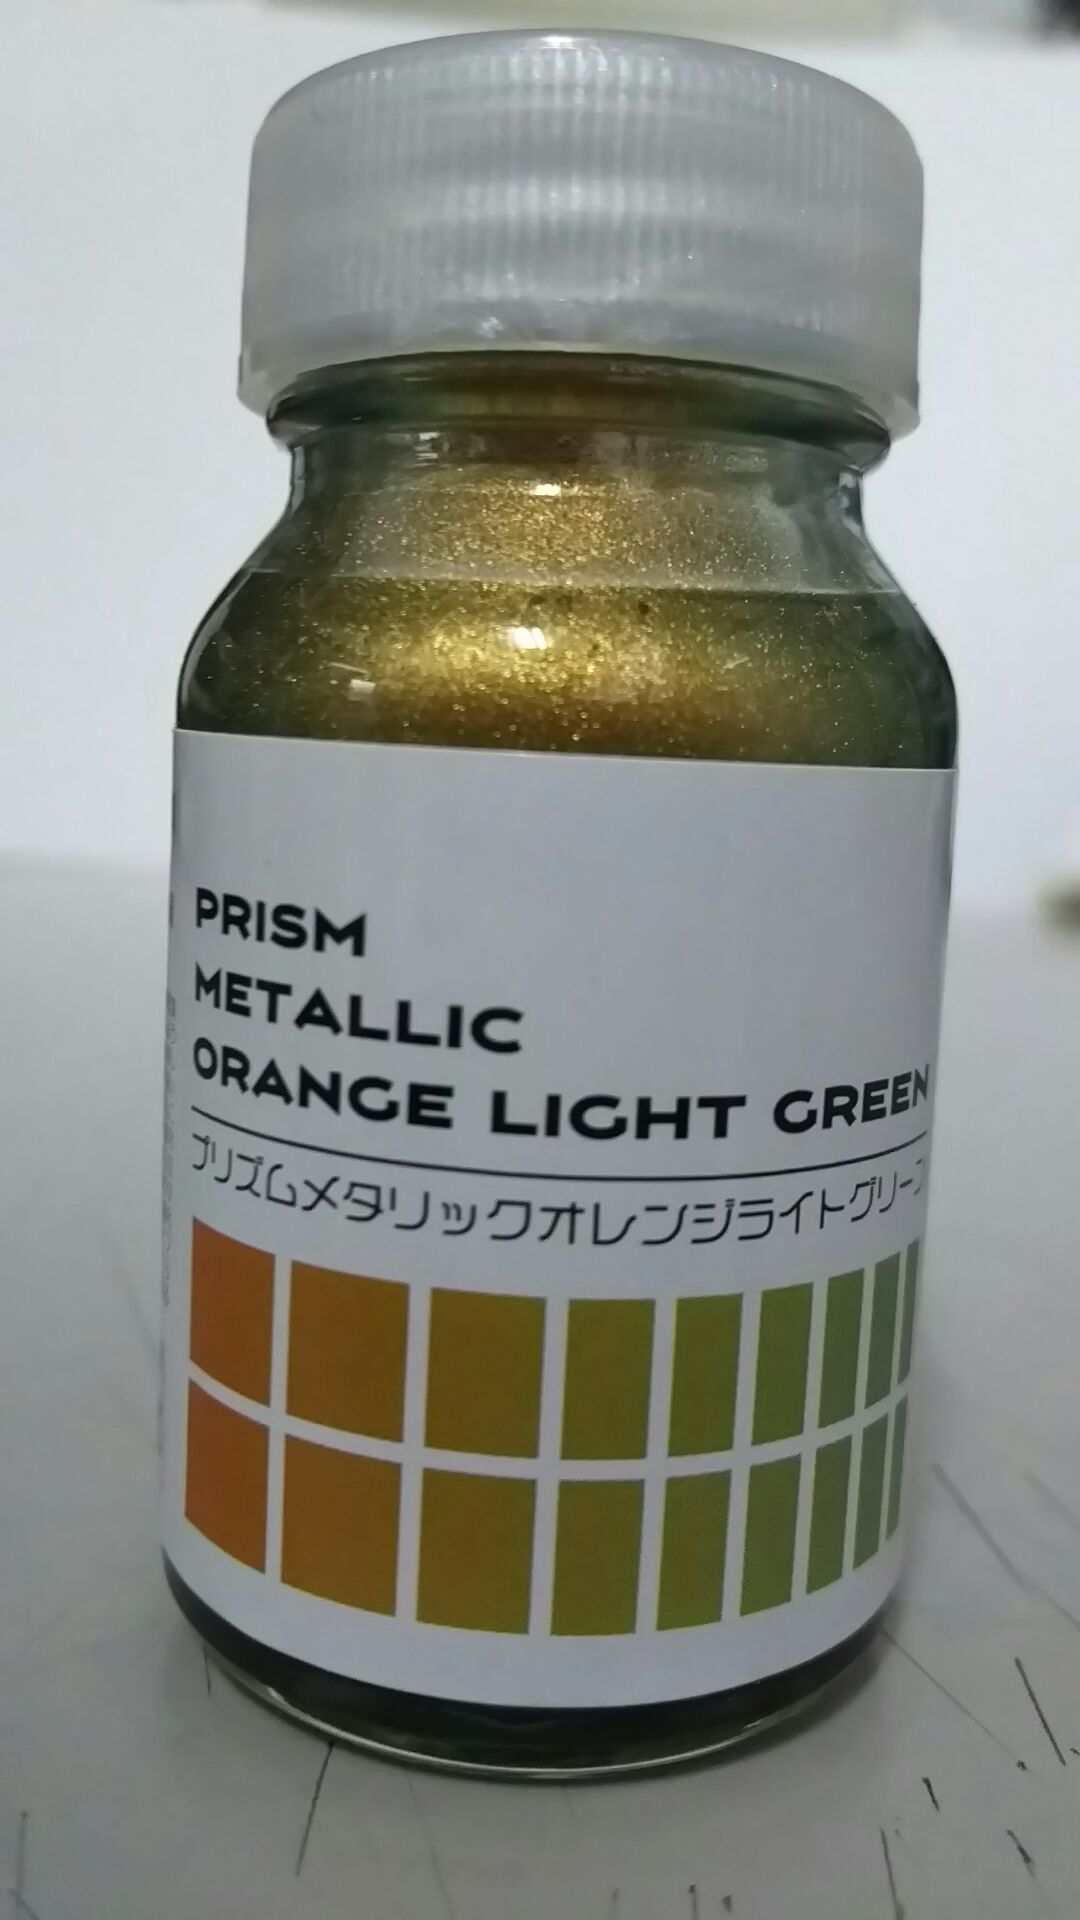 PRISM
METALLIC
ORANGE LIGHT GREEN
プリズムメタリックオレンジライトグリーン